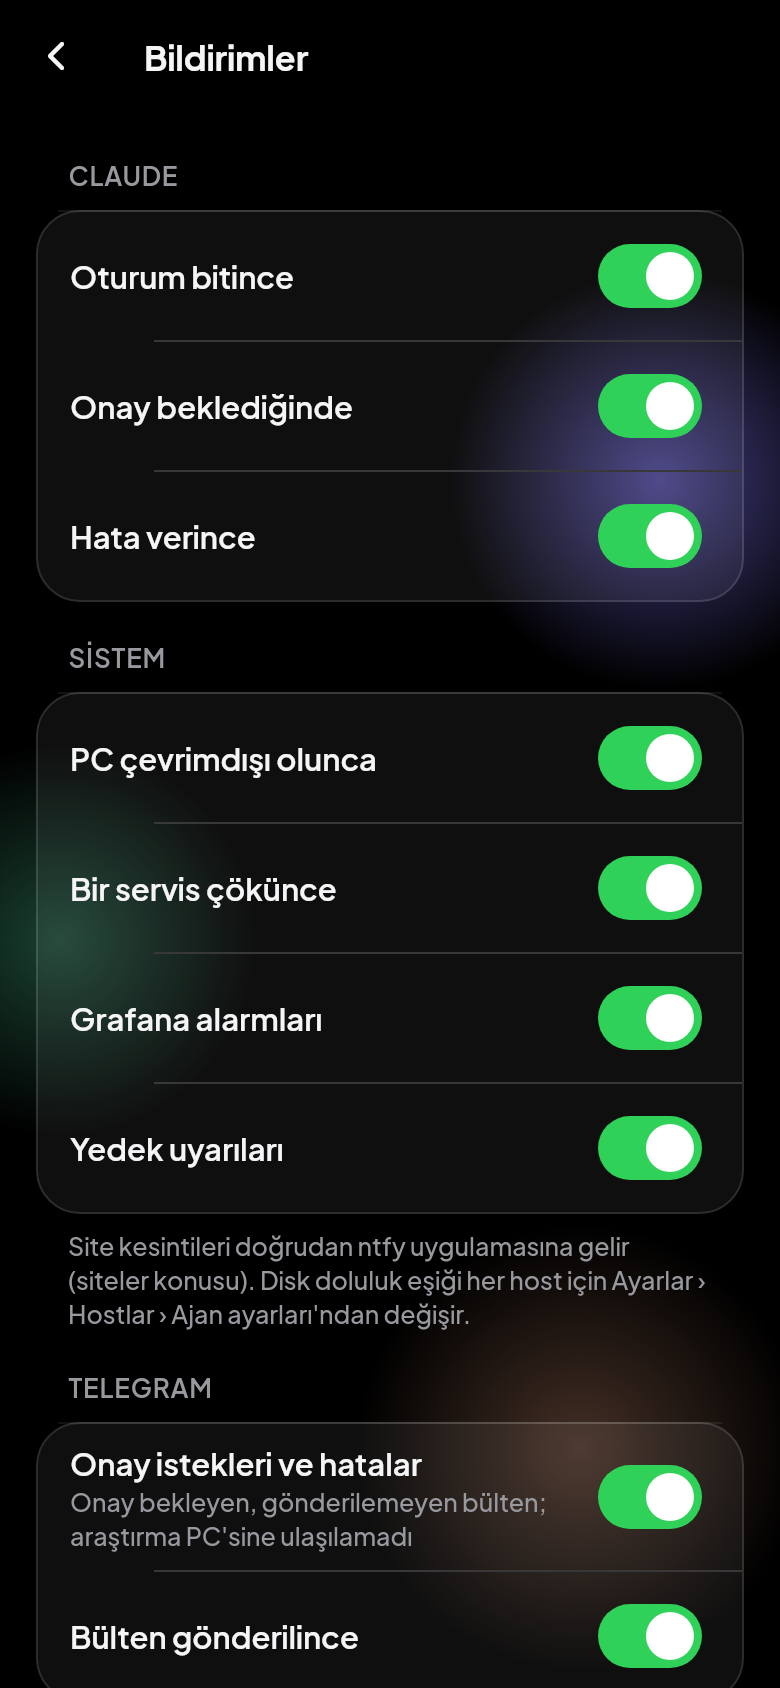 Bildirimler
CLAUDE
Oturum bitince
Onay beklediğinde
Hata verince
SİSTEM
PC çevrimdışı olunca
Bir servis çökünce
Grafana alarmları
Yedek uyarıları
Site kesintileri doğrudan ntfy uygulamasına gelir
(siteler konusu). Disk doluluk eşiği her host için Ayarlar ›
Hostlar › Ajan ayarları'ndan değişir.
TELEGRAM
Onay istekleri ve hatalar
Onay bekleyen, gönderilemeyen bülten;
araştırma PC'sine ulaşılamadı
Bülten gönderilince